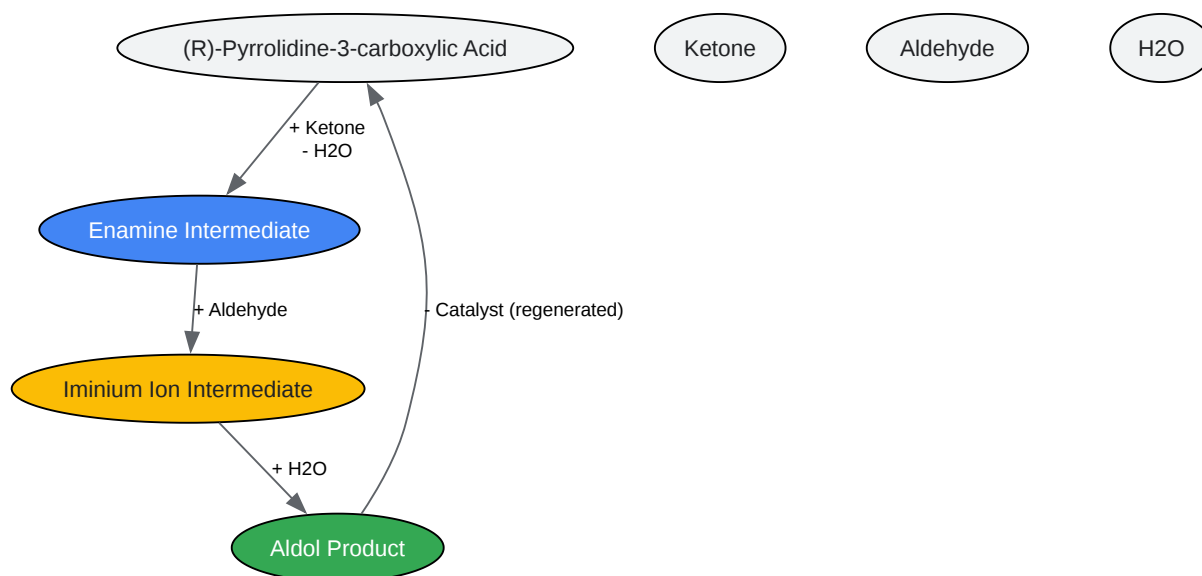 (R)-Pyrrolidine-3-carboxylic Acid
Ketone
Aldehyde
H2O
+ Ketone
- H2O
Enamine Intermediate
+ Aldehyde
- Catalyst (regenerated)
Iminium Ion Intermediate
+ H2O
Aldol Product